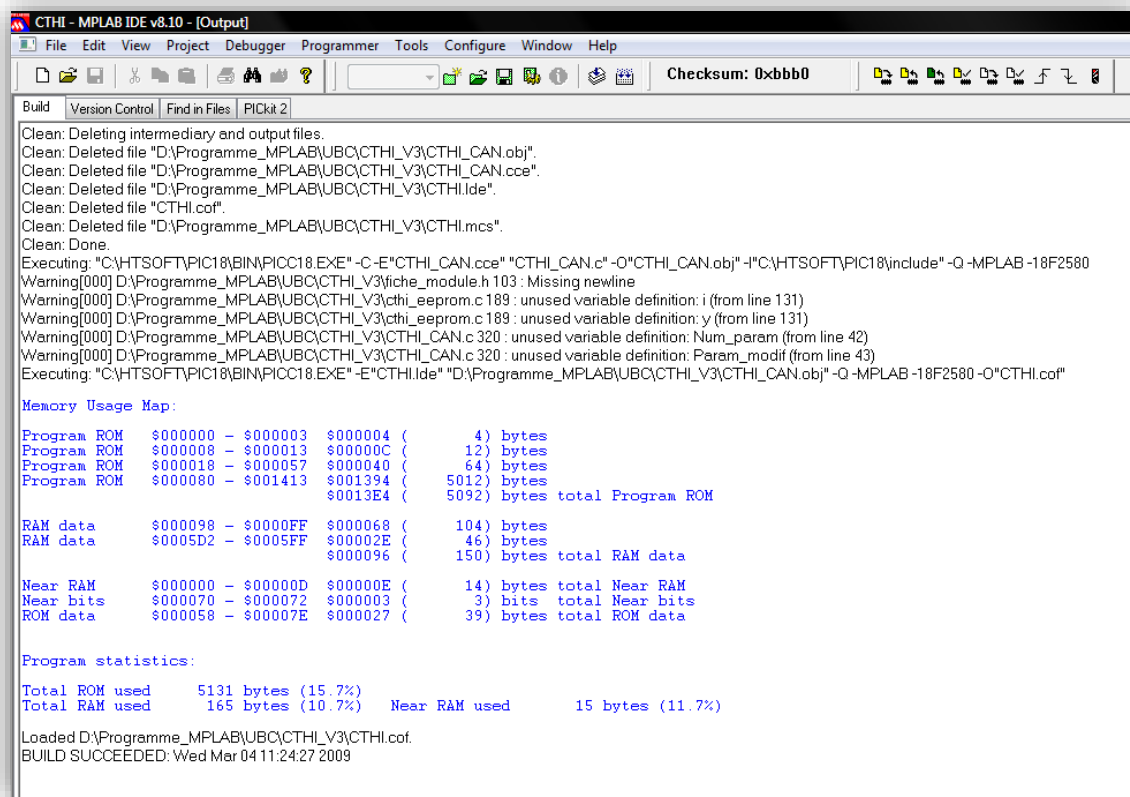 CTHI - MPLAB IDE v8.10 - [Output]
File Edit View Project Debugger Programmer Tools Configure Window Help
Checksum: 0xbbb0
Build Version Control Find in Files PICkit 2
Clean: Deleting intermediary and output files.
Clean: Deleted file "D:\Programme_MPLAB\UBC\CTHI_V3\CTHI_CAN.obj".
Clean: Deleted file "D:\Programme_MPLAB\UBC\CTHI_V3\CTHI_CAN.cce".
Clean: Deleted file "D:\Programme_MPLAB\UBC\CTHI_V3\CTHI.lde".
Clean: Deleted file "CTHI.cof".
Clean: Deleted file "D:\Programme_MPLAB\UBC\CTHI_V3\CTHI.mcs".
Clean: Done.
Executing: "C:\HTSOFT\PIC18\BIN\PICC18.EXE" -C -E"CTHI_CAN.cce" "CTHI_CAN.c" -O"CTHI_CAN.obj" -I"C:\HTSOFT\PIC18\include" -Q -MPLAB -18F2580
Warning[000] D:\Programme_MPLAB\UBC\CTHI_V3\fiche_module.h 103 : Missing newline
Warning[000] D:\Programme_MPLAB\UBC\CTHI_V3\cthi_eeprom.c 189 : unused variable definition: i (from line 131)
Warning[000] D:\Programme_MPLAB\UBC\CTHI_V3\cthi_eeprom.c 189 : unused variable definition: y (from line 131)
Warning[000] D:\Programme_MPLAB\UBC\CTHI_V3\CTHI_CAN.c 320 : unused variable definition: Num_param (from line 42)
Warning[000] D:\Programme_MPLAB\UBC\CTHI_V3\CTHI_CAN.c 320 : unused variable definition: Param_modif (from line 43)
Executing: "C:\HTSOFT\PIC18\BIN\PICC18.EXE" -E"CTHI.lde" "D:\Programme_MPLAB\UBC\CTHI_V3\CTHI_CAN.obj" -Q -MPLAB -18F2580 -O"CTHI.cof"
Memory Usage Map:
Program ROM $000000 - $000003 $000004 ( 4) bytes
Program ROM $000008 - $000013 $00000C ( 12) bytes
Program ROM $000018 - $000057 $000040 ( 64) bytes
Program ROM $000080 - $001413 $001394 ( 5012) bytes
$0013E4 ( 5092) bytes total Program ROM
RAM data $000098 - $0000FF $000068 ( 104) bytes
RAM data $0005D2 - $0005FF $00002E ( 46) bytes
$000096 ( 150) bytes total RAM data
Near RAM $000000 - $00000D $00000E ( 14) bytes total Near RAM
Near bits $000070 - $000072 $000003 ( 3) bits total Near bits
ROM data $000058 - $00007E $000027 ( 39) bytes total ROM data
Program statistics:
Total ROM used 5131 bytes (15.7%)
Total RAM used 165 bytes (10.7%) Near RAM used 15 bytes (11.7%)
Loaded D:\Programme_MPLAB\UBC\CTHI_V3\CTHI.cof.
BUILD SUCCEEDED: Wed Mar 04 11:24:27 2009